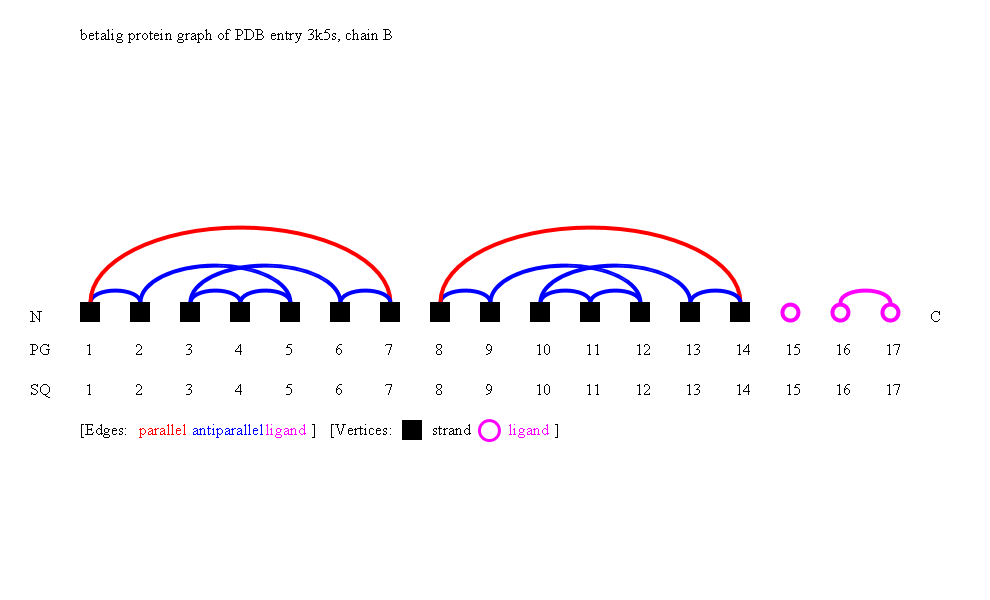 betalig protein graph of PDB entry 3k5s, chain B
N C
PG 1 2 3 4 5 6 7 8 9 10 11 12 13 14 15 16 17
SQ 1 2 3 4 5 6 7 8 9 10 11 12 13 14 15 16 17
[Edges: parallel antiparallel ligand ] [Vertices: strand ligand ]